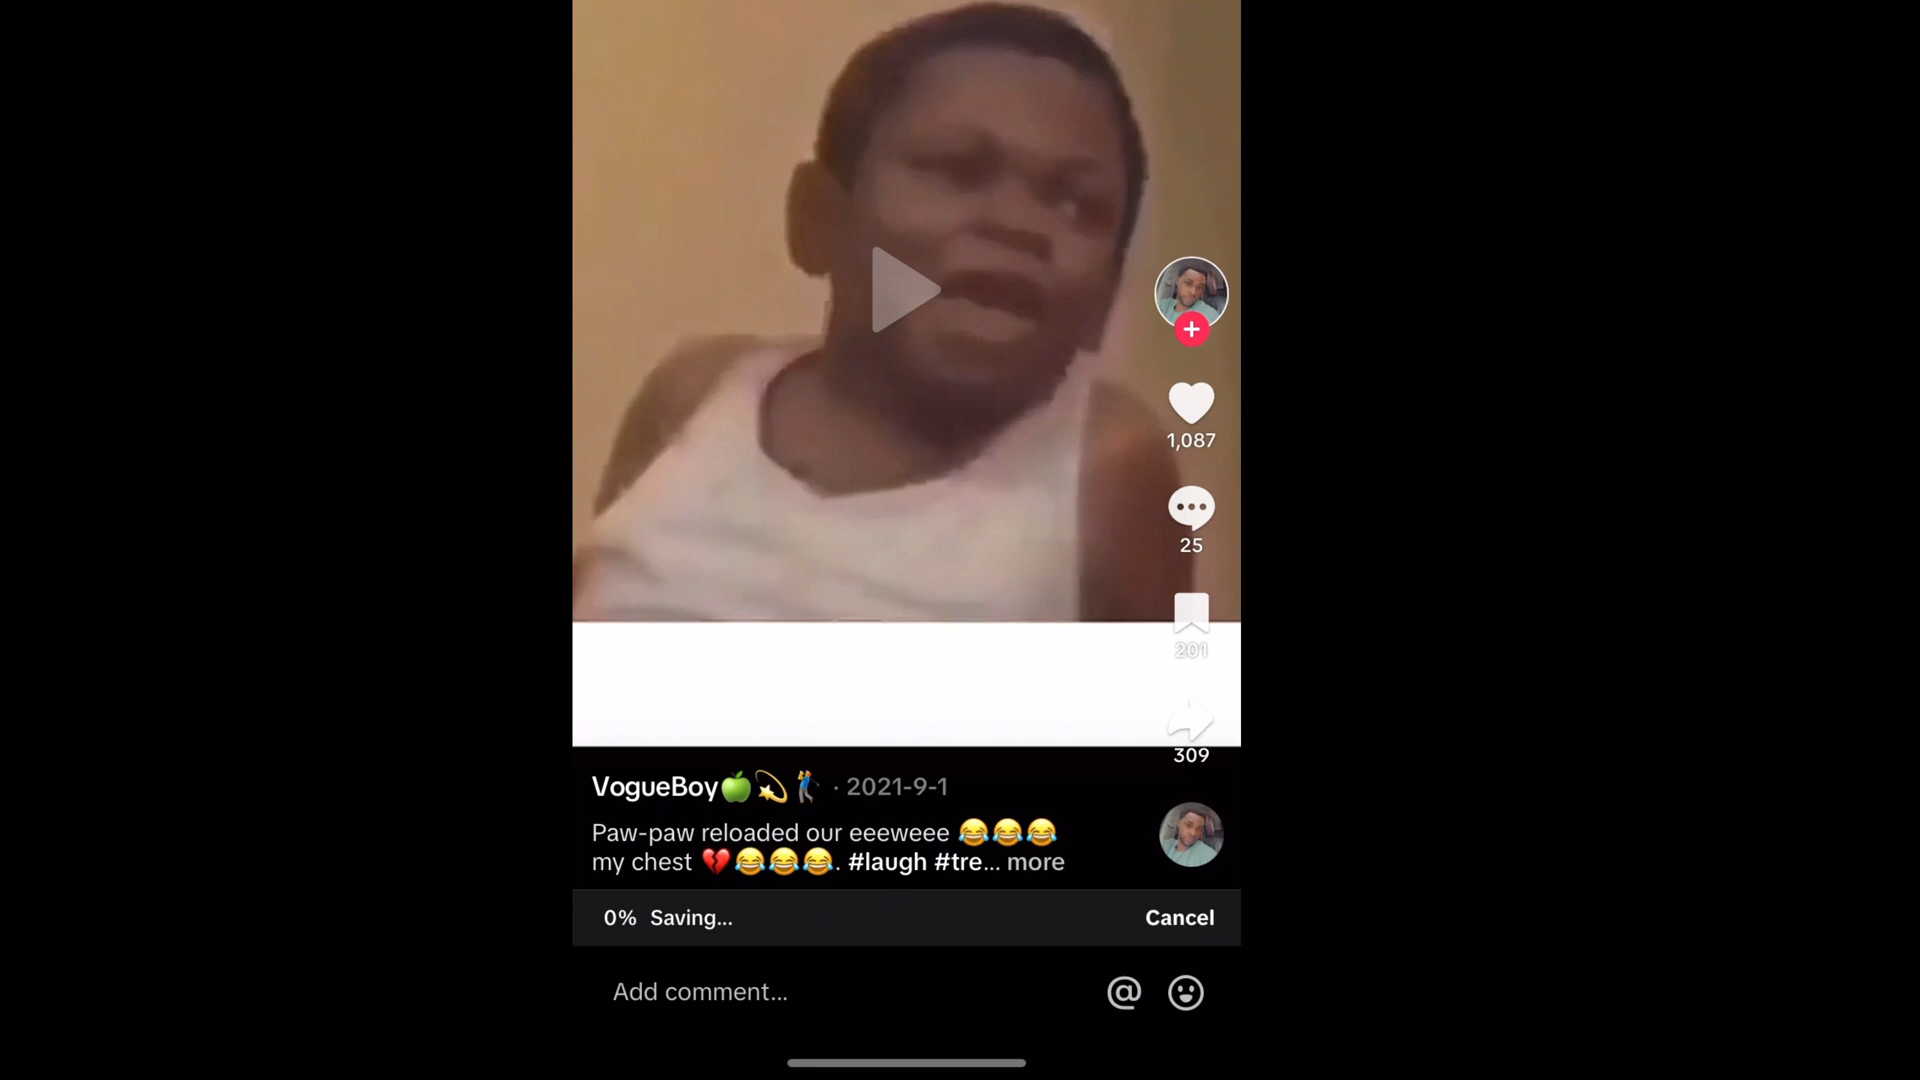 1,087
25
201
309
VogueBoy🍏💫🏌 · 2021-9-1
Paw-paw reloaded our eeeweee 😂😂😂
my chest 💔😂😂😂. #laugh #tre... more
0% Saving...
Cancel
Add comment...
@